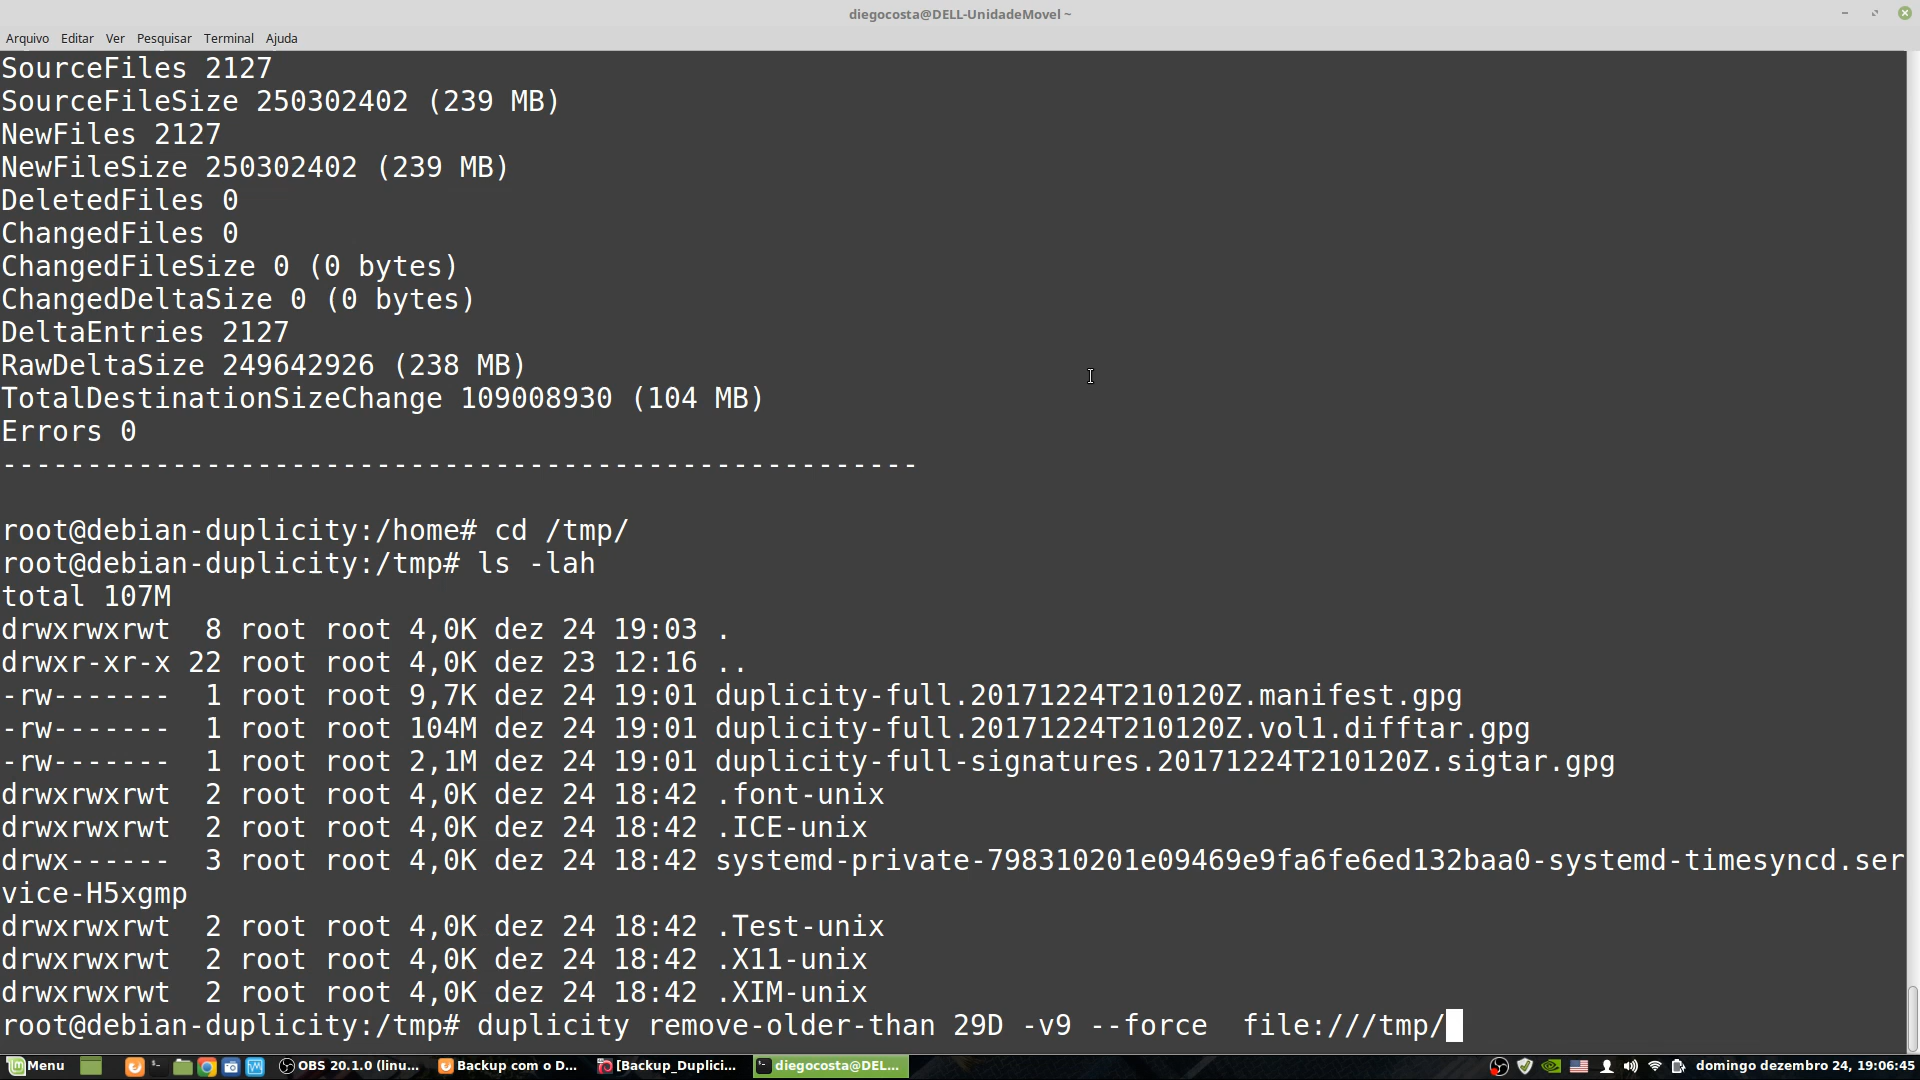 diegocosta@DELL-UnidadeMovel ~
Arquivo Editar Ver Pesquisar Terminal Ajuda
SourceFiles 2127
SourceFileSize 250302402 (239 MB)
NewFiles 2127
NewFileSize 250302402 (239 MB)
DeletedFiles 0
ChangedFiles 0
ChangedFileSize 0 (0 bytes)
ChangedDeltaSize 0 (0 bytes)
DeltaEntries 2127
RawDeltaSize 249642926 (238 MB)
TotalDestinationSizeChange 109008930 (104 MB)
Errors 0
------------------------------------------------------
root@debian-duplicity:/home# cd /tmp/
root@debian-duplicity:/tmp# ls -lah
total 107M
drwxrwxrwt  8 root root 4,0K dez 24 19:03 .
drwxr-xr-x 22 root root 4,0K dez 23 12:16 ..
-rw-------  1 root root 9,7K dez 24 19:01 duplicity-full.20171224T210120Z.manifest.gpg
-rw-------  1 root root 104M dez 24 19:01 duplicity-full.20171224T210120Z.vol1.difftar.gpg
-rw-------  1 root root 2,1M dez 24 19:01 duplicity-full-signatures.20171224T210120Z.sigtar.gpg
drwxrwxrwt  2 root root 4,0K dez 24 18:42 .font-unix
drwxrwxrwt  2 root root 4,0K dez 24 18:42 .ICE-unix
drwx------  3 root root 4,0K dez 24 18:42 systemd-private-798310201e09469e9fa6fe6ed132baa0-systemd-timesyncd.ser
vice-H5xgmp
drwxrwxrwt  2 root root 4,0K dez 24 18:42 .Test-unix
drwxrwxrwt  2 root root 4,0K dez 24 18:42 .X11-unix
drwxrwxrwt  2 root root 4,0K dez 24 18:42 .XIM-unix
root@debian-duplicity:/tmp# duplicity remove-older-than 29D -v9 --force  file:///tmp/
Menu OBS 20.1.0 (linu... Backup com o D... [Backup_Duplici... diegocosta@DEL... domingo dezembro 24, 19:06:45